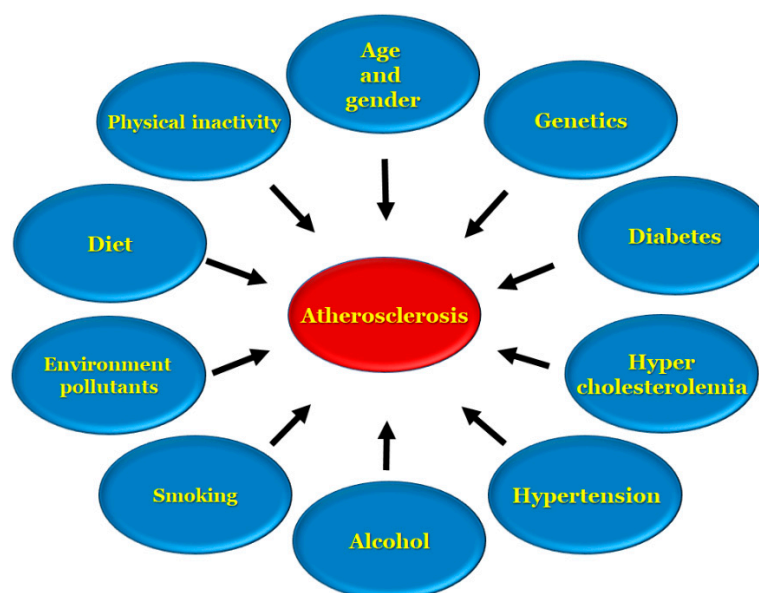 Age
and
gender
Genetics
Diabetes
Hyper
cholesterolemia
Hypertension
Alcohol
Smoking
Environment
pollutants
Diet
Physical inactivity
Atherosclerosis